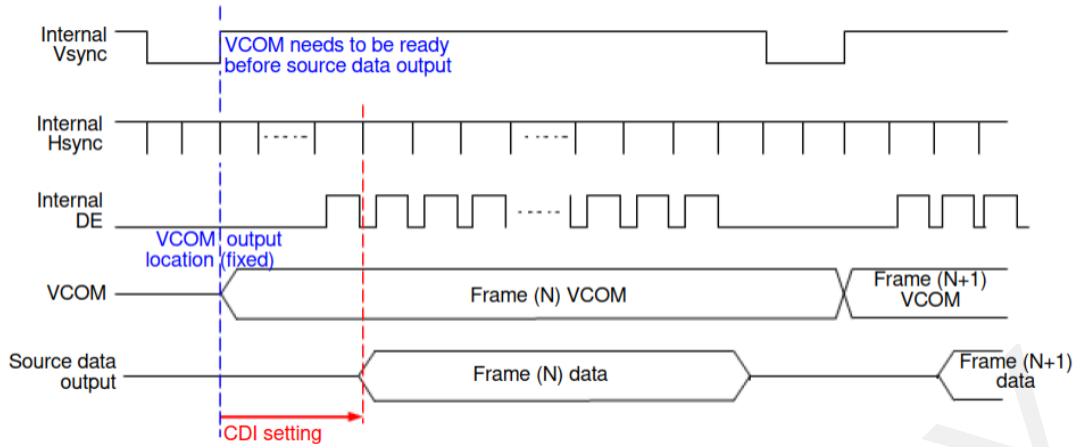 Internal
Vsync
VCOM needs to be ready
before source data output
Internal
Hsync
Internal
DE
VCOM output
location (fixed)
VCOM
Frame (N) VCOM
Frame (N+1)
VCOM
Source data
output
Frame (N) data
Frame (N+1)
data
CDI setting